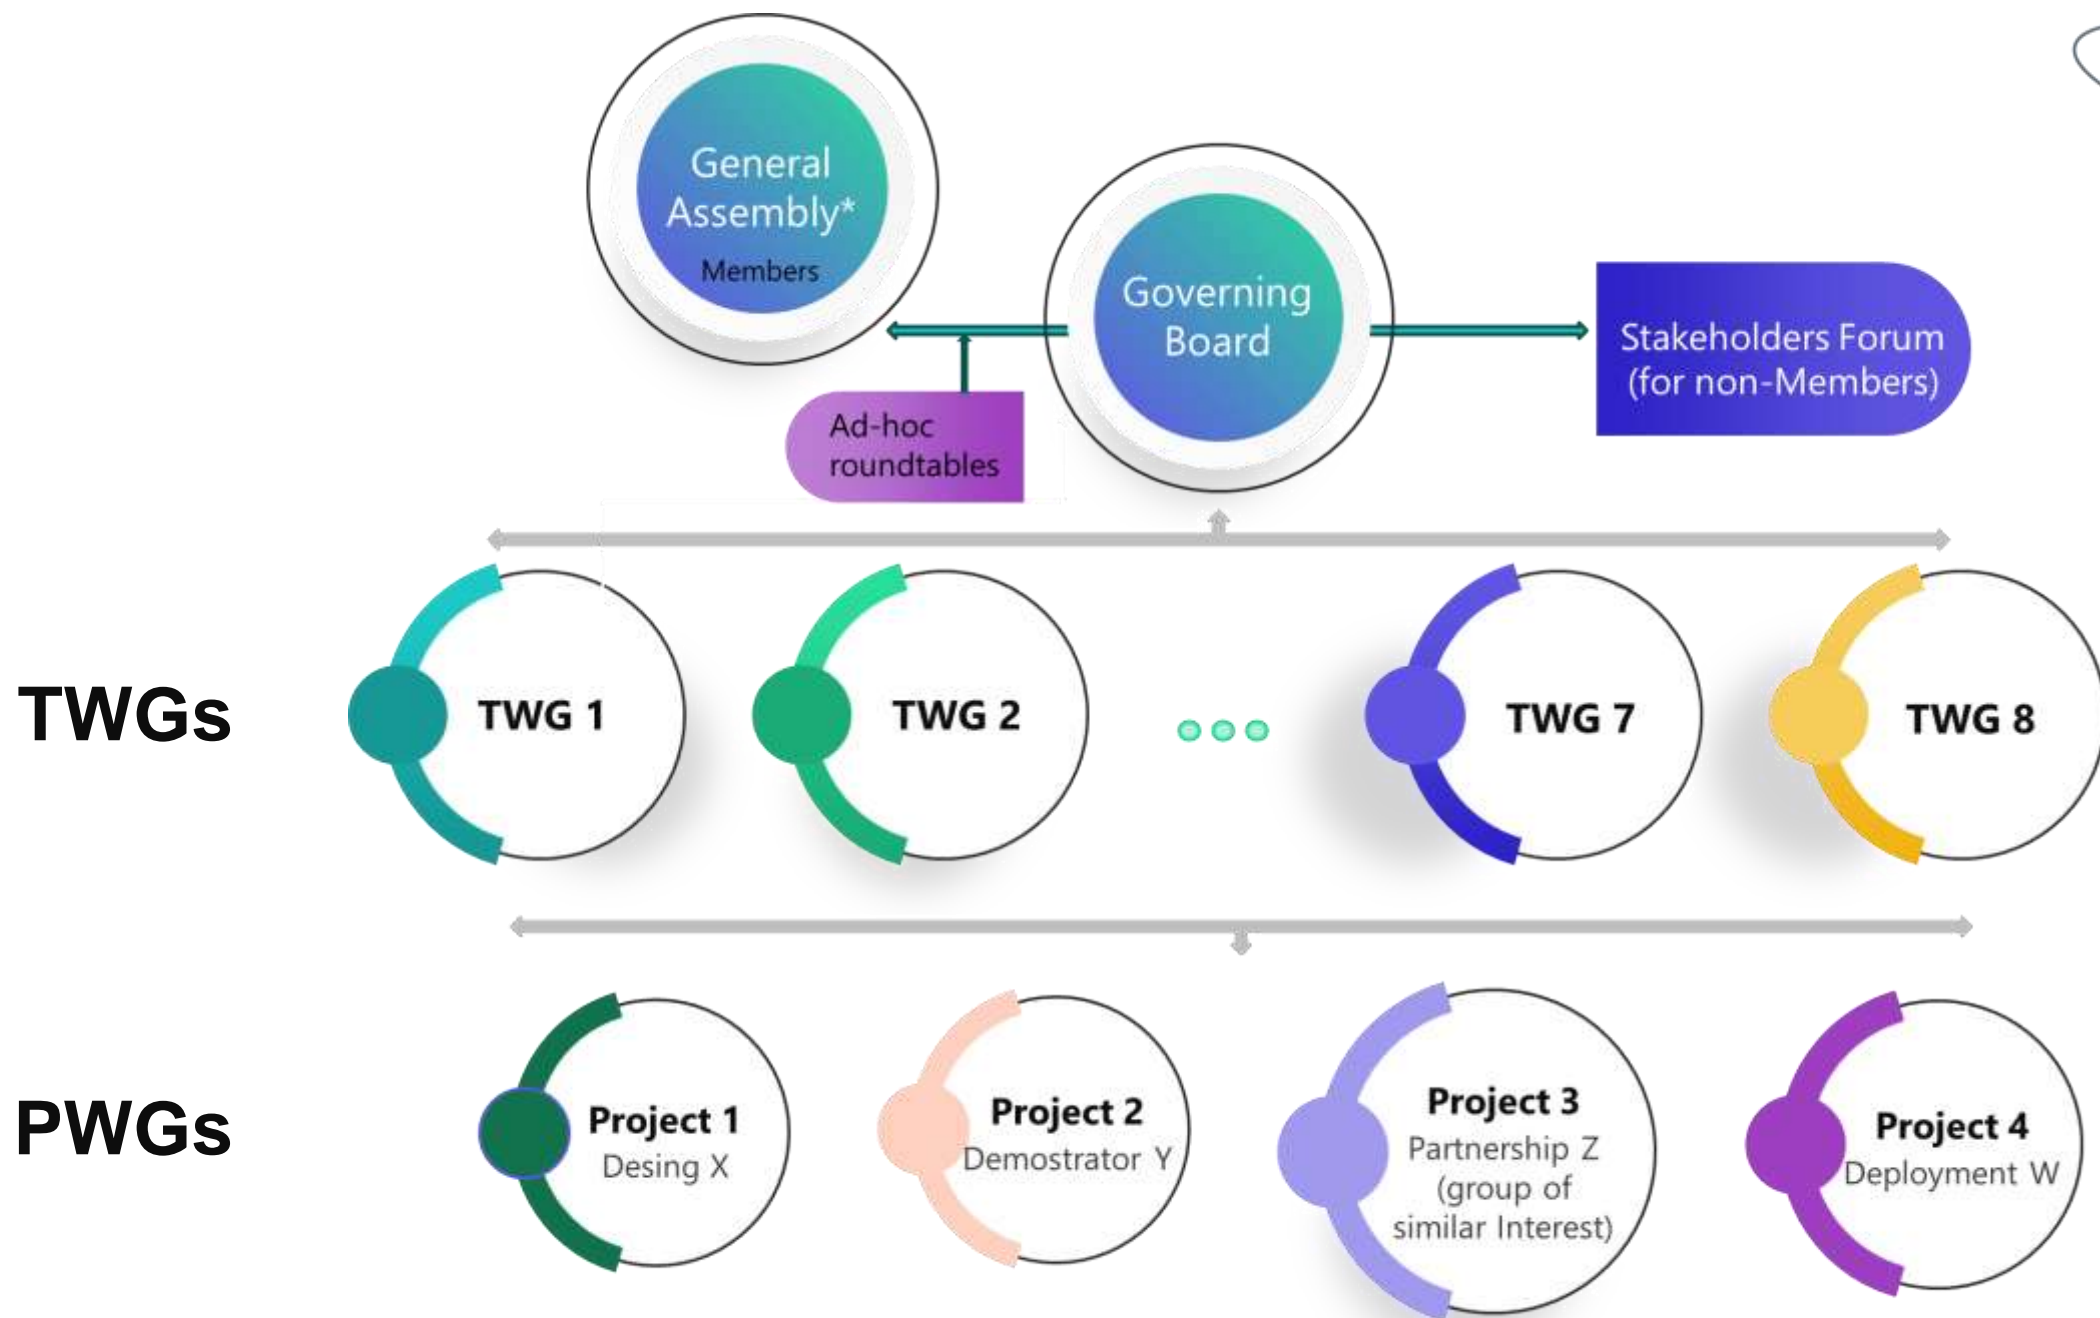 General
Assembly*
Members
Governing
Board
Stakeholders Forum
(for non-Members)
Ad-hoc
roundtables
TWGs
TWG 1
TWG 2
TWG 7
TWG 8
PWGs
Project 1
Desing X
Project 2
Demostrator Y
Project 3
Partnership Z
(group of
similar Interest)
Project 4
Deployment W